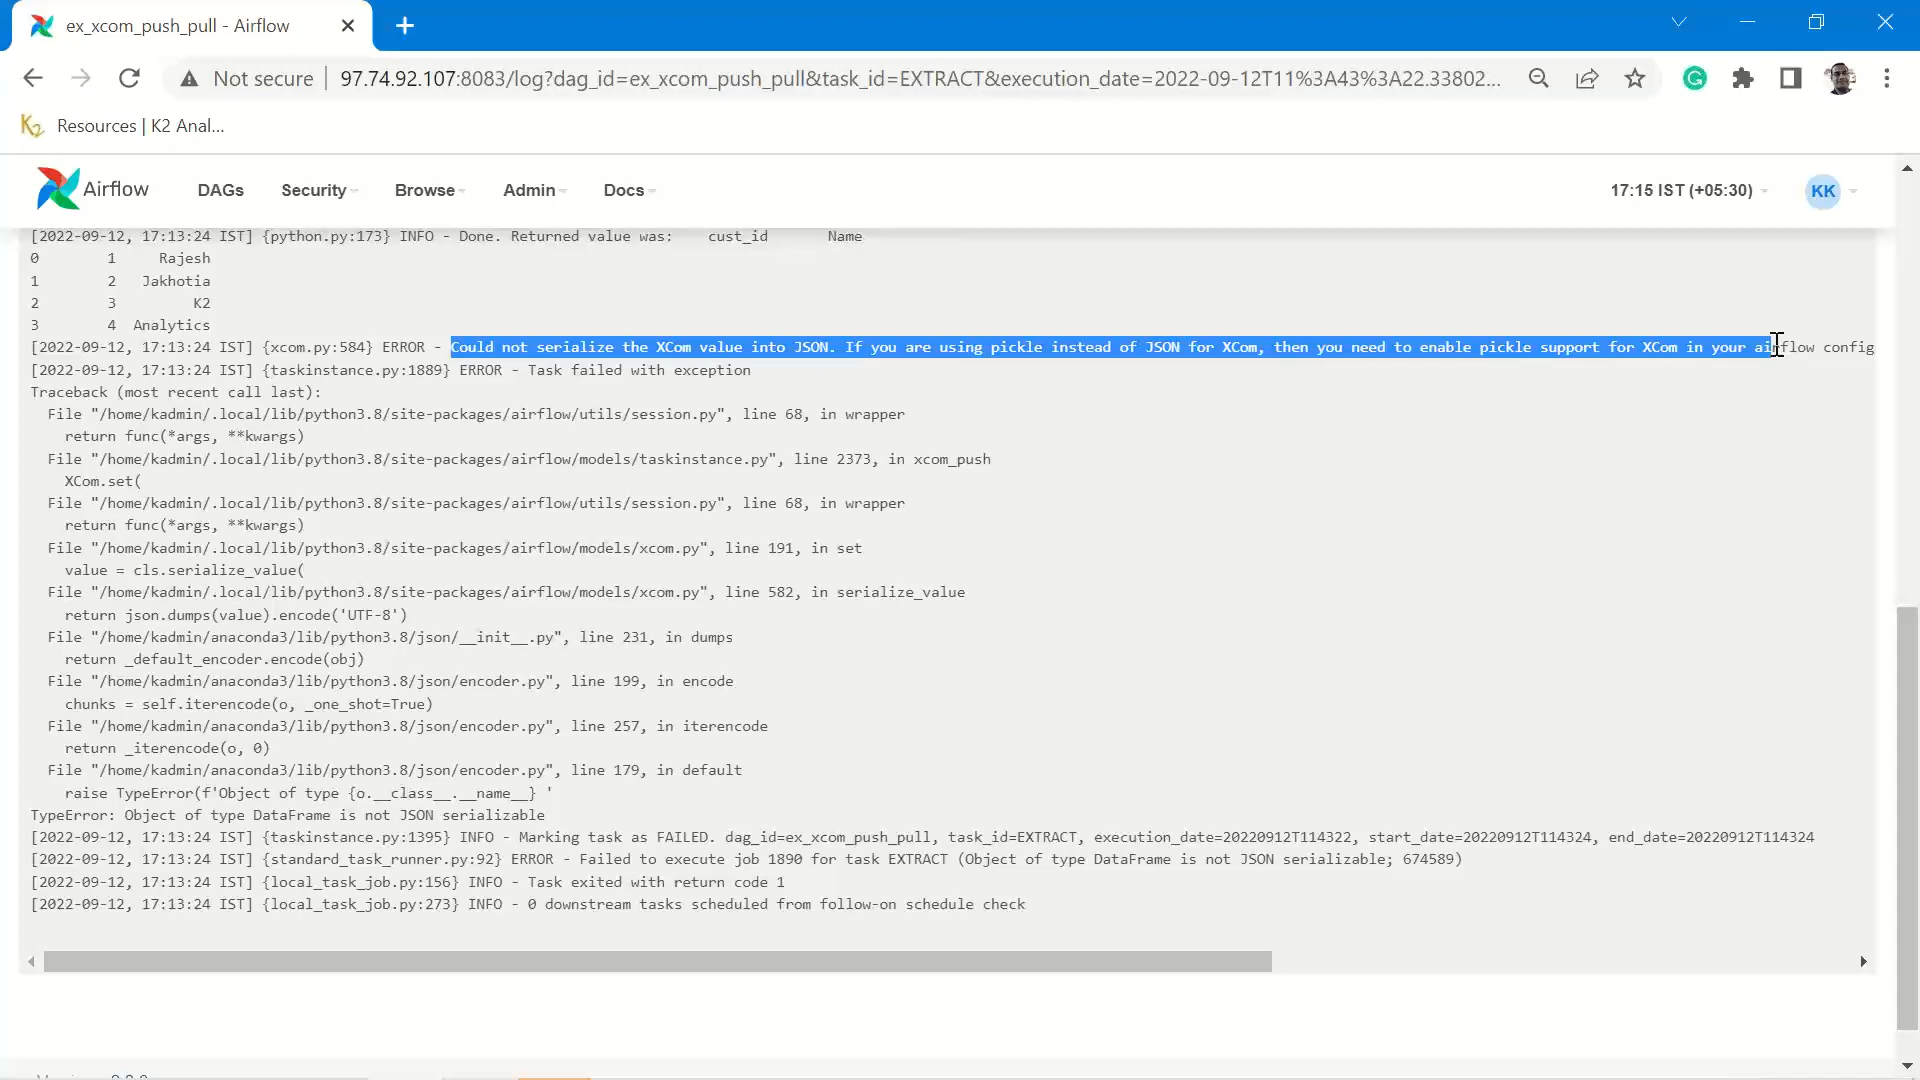 ex_xcom_push_pull - Airflow
Not secure
97.74.92.107:8083/log?dag_id=ex_xcom_push_pull&task_id=EXTRACT&execution_date=2022-09-12T11%3A43%3A22.33802...
G
K2 Resources | K2 Anal...
Airflow
DAGs
Security
Browse
Admin
Docs
17:15 IST (+05:30)
KK
[2022-09-12, 17:13:24 IST] {python.py:173} INFO - Done. Returned value was:    cust_id       Name
0        1     Rajesh
1        2   Jakhotia
2        3         K2
3        4  Analytics
[2022-09-12, 17:13:24 IST] {xcom.py:584} ERROR - Could not serialize the XCom value into JSON. If you are using pickle instead of JSON for XCom, then you need to enable pickle support for XCom in your airflow config
[2022-09-12, 17:13:24 IST] {taskinstance.py:1889} ERROR - Task failed with exception
Traceback (most recent call last):
  File "/home/kadmin/.local/lib/python3.8/site-packages/airflow/utils/session.py", line 68, in wrapper
    return func(*args, **kwargs)
  File "/home/kadmin/.local/lib/python3.8/site-packages/airflow/models/taskinstance.py", line 2373, in xcom_push
    XCom.set(
  File "/home/kadmin/.local/lib/python3.8/site-packages/airflow/utils/session.py", line 68, in wrapper
    return func(*args, **kwargs)
  File "/home/kadmin/.local/lib/python3.8/site-packages/airflow/models/xcom.py", line 191, in set
    value = cls.serialize_value(
  File "/home/kadmin/.local/lib/python3.8/site-packages/airflow/models/xcom.py", line 582, in serialize_value
    return json.dumps(value).encode('UTF-8')
  File "/home/kadmin/anaconda3/lib/python3.8/json/__init__.py", line 231, in dumps
    return _default_encoder.encode(obj)
  File "/home/kadmin/anaconda3/lib/python3.8/json/encoder.py", line 199, in encode
    chunks = self.iterencode(o, _one_shot=True)
  File "/home/kadmin/anaconda3/lib/python3.8/json/encoder.py", line 257, in iterencode
    return _iterencode(o, 0)
  File "/home/kadmin/anaconda3/lib/python3.8/json/encoder.py", line 179, in default
    raise TypeError(f'Object of type {o.__class__.__name__} '
TypeError: Object of type DataFrame is not JSON serializable
[2022-09-12, 17:13:24 IST] {taskinstance.py:1395} INFO - Marking task as FAILED. dag_id=ex_xcom_push_pull, task_id=EXTRACT, execution_date=20220912T114322, start_date=20220912T114324, end_date=20220912T114324
[2022-09-12, 17:13:24 IST] {standard_task_runner.py:92} ERROR - Failed to execute job 1890 for task EXTRACT (Object of type DataFrame is not JSON serializable; 674589)
[2022-09-12, 17:13:24 IST] {local_task_job.py:156} INFO - Task exited with return code 1
[2022-09-12, 17:13:24 IST] {local_task_job.py:273} INFO - 0 downstream tasks scheduled from follow-on schedule check